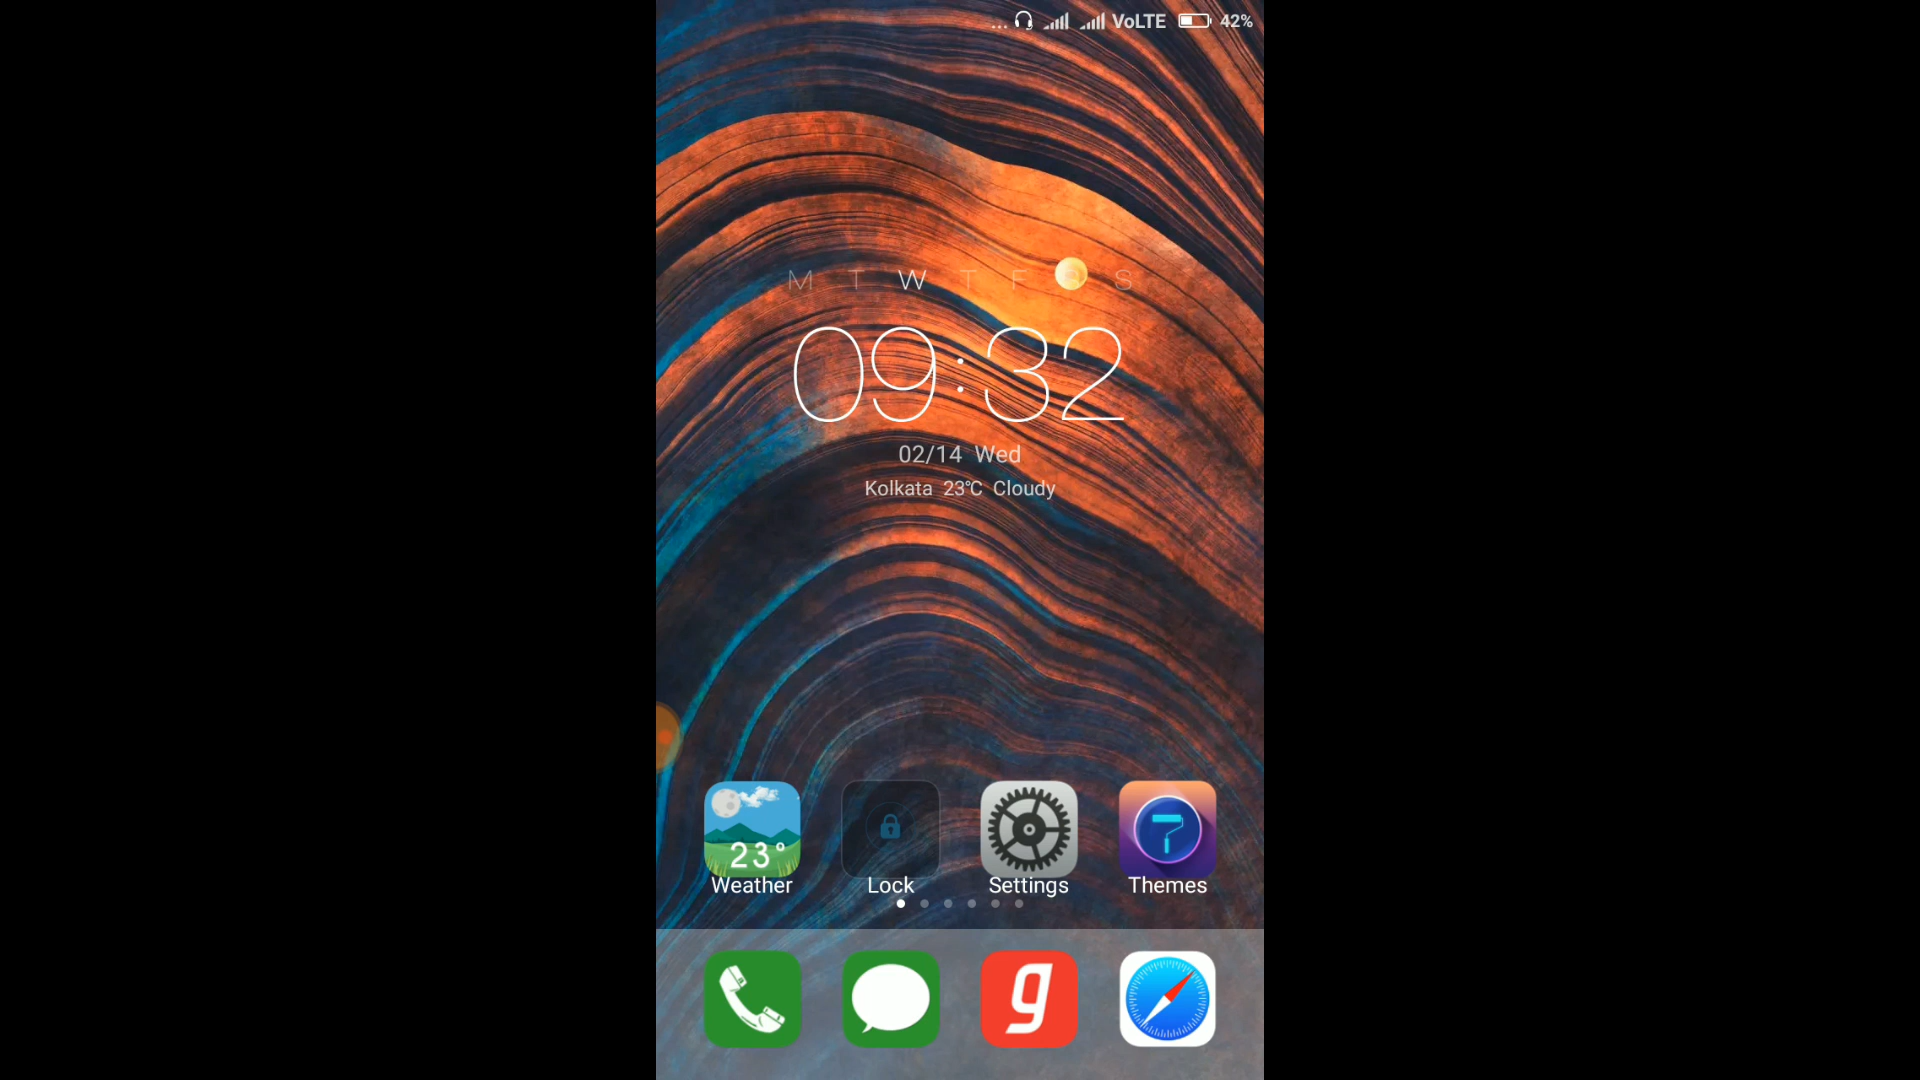 ... VoLTE 42%
M T W T F S S
09:32
02/14 Wed
Kolkata 23℃ Cloudy
23°
Weather Lock Settings Themes
g